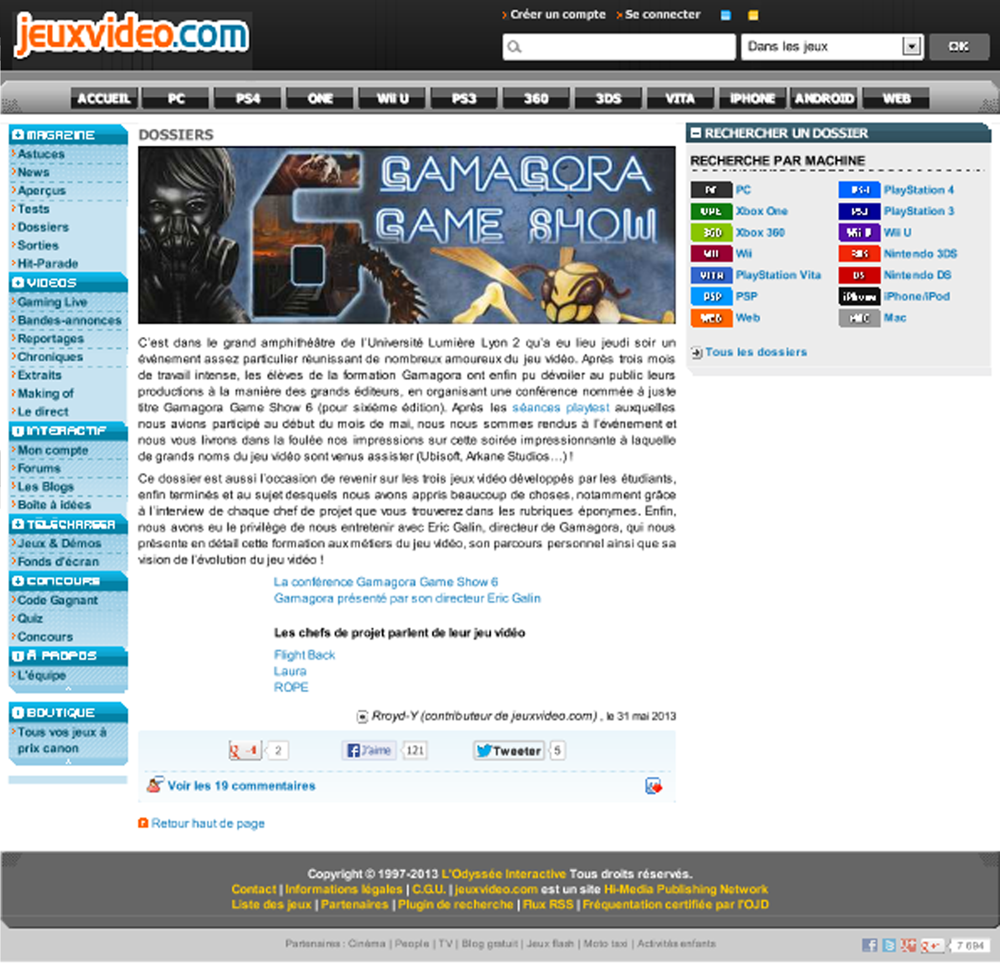 jeuxvideo.com
Créer un compte
Se connecter
Dans les jeux
OK
ACCUEIL
PC
PS4
ONE
Wii U
PS3
360
3DS
VITA
IPHONE
ANDROID
WEB
MAGAZINE
Astuces
News
Aperçus
Tests
Dossiers
Sorties
Hit-Parade
VIDEOS
Gaming Live
Bandes-annonces
Reportages
Chroniques
Extraits
Making of
Le direct
INTERACTIF
Mon compte
Forums
Les Blogs
Boîte à idées
TÉLÉCHARGER
Jeux & Démos
Fonds d'écran
CONCOURS
Code Gagnant
Quiz
Concours
À PROPOS
L'équipe
BOUTIQUE
Tous vos jeux à
prix canon
DOSSIERS
6
GAMAGORA
GAME SHOW
C'est dans le grand amphithéâtre de l'Université Lumière Lyon 2 qu'a eu lieu jeudi soir un
événement assez particulier réunissant de nombreux amoureux du jeu vidéo. Après trois mois
de travail intense, les élèves de la formation Gamagora ont enfin pu dévoiler au public leurs
productions à la manière des grands éditeurs, en organisant une conférence nommée à juste
titre Gamagora Game Show 6 (pour sixième édition). Après les séances playtest auxquelles
nous avions participé au début du mois de mai, nous nous sommes rendus à l'événement et
nous vous livrons dans la foulée nos impressions sur cette soirée impressionnante à laquelle
de grands noms du jeu vidéo sont venus assister (Ubisoft, Arkane Studios...) !
Ce dossier est aussi l'occasion de revenir sur les trois jeux vidéo développés par les étudiants,
enfin terminés et au sujet desquels nous avons appris beaucoup de choses, notamment grâce
à l'interview de chaque chef de projet que vous trouverez dans les rubriques éponymes. Enfin,
nous avons eu le privilège de nous entretenir avec Eric Galin, directeur de Gamagora, qui nous
présente en détail cette formation aux métiers du jeu vidéo, son parcours personnel ainsi que sa
vision de l'évolution du jeu vidéo !
La conférence Gamagora Game Show 6
Gamagora présenté par son directeur Eric Galin
Les chefs de projet parlent de leur jeu vidéo
Flight Back
Laura
ROPE
Rroyd-Y (contributeur de jeuxvideo.com) , le 31 mai 2013
2
J'aime
121
Tweeter
5
Voir les 19 commentaires
Retour haut de page
RECHERCHER UN DOSSIER
RECHERCHE PAR MACHINE
PC PC
PS4 PlayStation 4
ONE Xbox One
PS3 PlayStation 3
360 Xbox 360
Wii U Wii U
WII Wii
3DS Nintendo 3DS
VITA PlayStation Vita
DS Nintendo DS
PSP PSP
iPhone iPhone/iPod
WEB Web
MAC Mac
Tous les dossiers
Copyright © 1997-2013 L'Odyssée Interactive Tous droits réservés.
Contact | Informations légales | C.G.U. | jeuxvideo.com est un site Hi-Media Publishing Network
Liste des jeux | Partenaires | Plugin de recherche | Flux RSS | Fréquentation certifiée par l'OJD
Partenaires : Cinéma | People | TV | Blog gratuit | Jeux flash | Moto taxi | Activités enfants
7 694